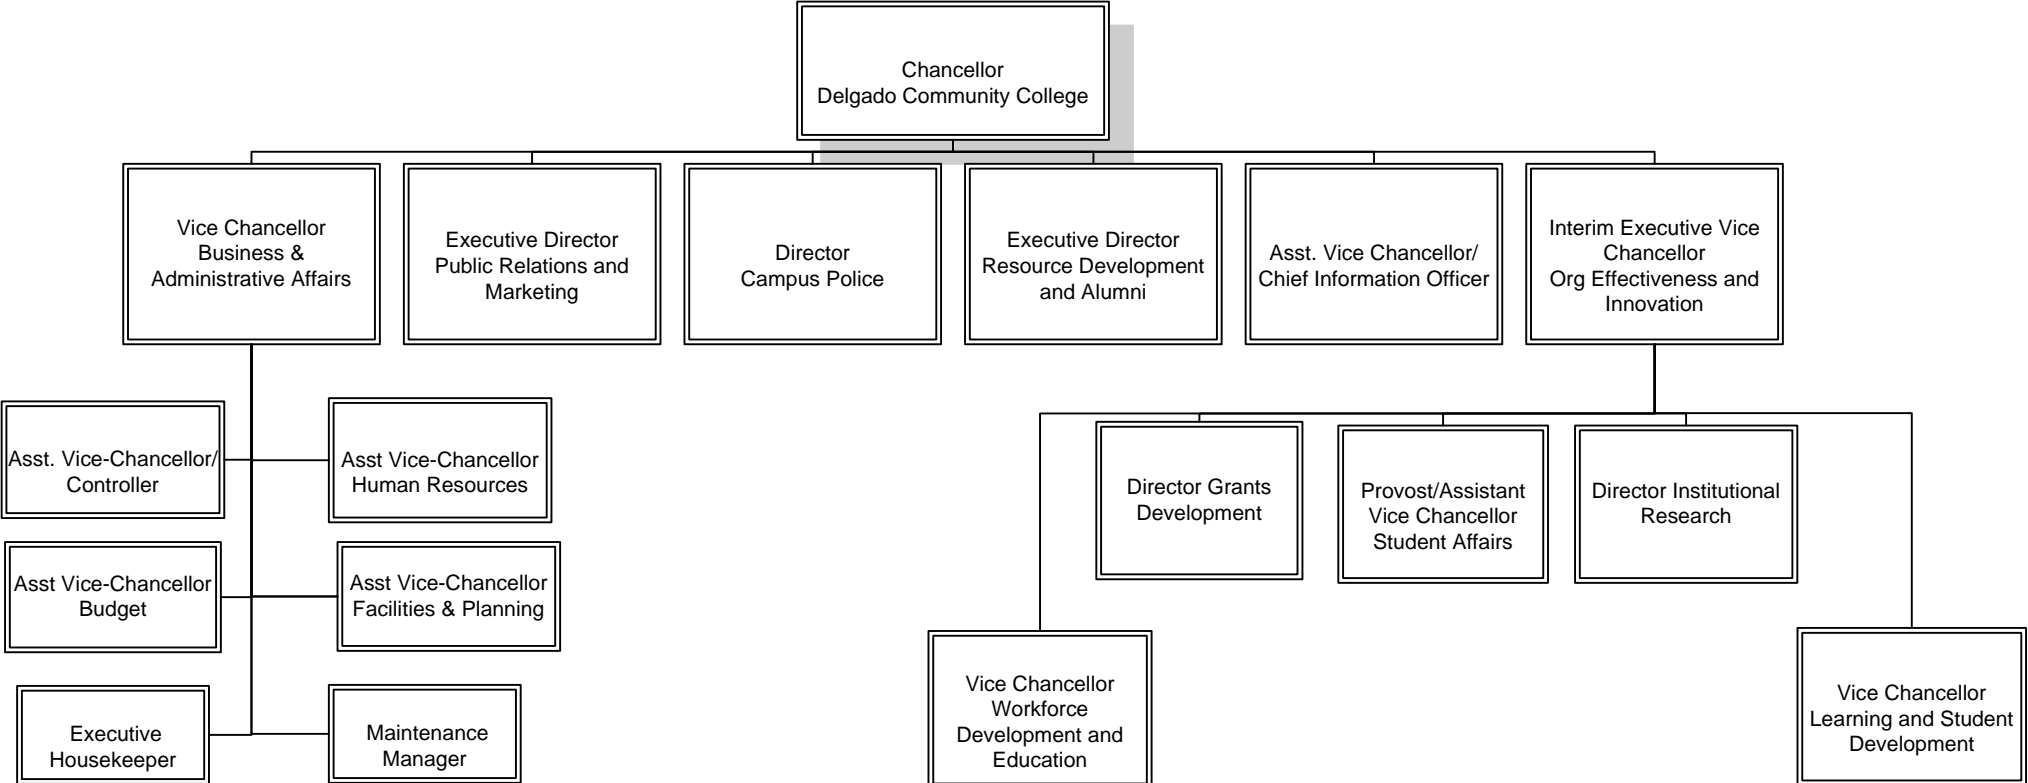 Chancellor
Delgado Community College
Vice Chancellor
Business &
Administrative Affairs
Executive Director
Public Relations and
Marketing
Director
Campus Police
Executive Director
Resource Development
and Alumni
Asst. Vice Chancellor/
Chief Information Officer
Interim Executive Vice
Chancellor
Org Effectiveness and
Innovation
Asst. Vice-Chancellor/
Controller
Asst Vice-Chancellor
Human Resources
Asst Vice-Chancellor
Budget
Asst Vice-Chancellor
Facilities & Planning
Executive
Housekeeper
Maintenance
Manager
Director Grants
Development
Provost/Assistant
Vice Chancellor
Student Affairs
Director Institutional
Research
Vice Chancellor
Workforce
Development and
Education
Vice Chancellor
Learning and Student
Development